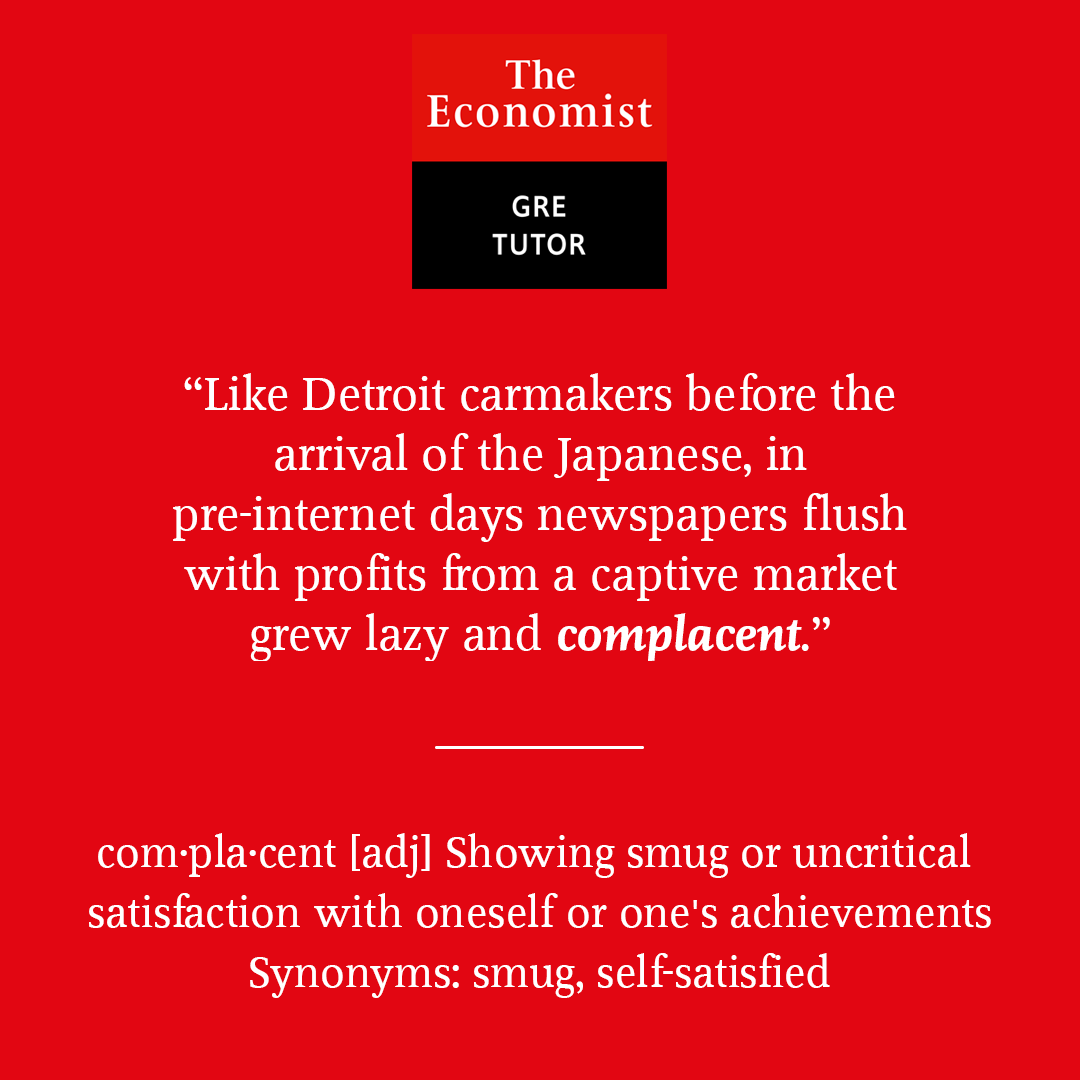 The
Economist
GRE
TUTOR
“Like Detroit carmakers before the
arrival of the Japanese, in
pre-internet days newspapers flush
with profits from a captive market
grew lazy and complacent.”
com·pla·cent [adj] Showing smug or uncritical
satisfaction with oneself or one's achievements
Synonyms: smug, self-satisfied